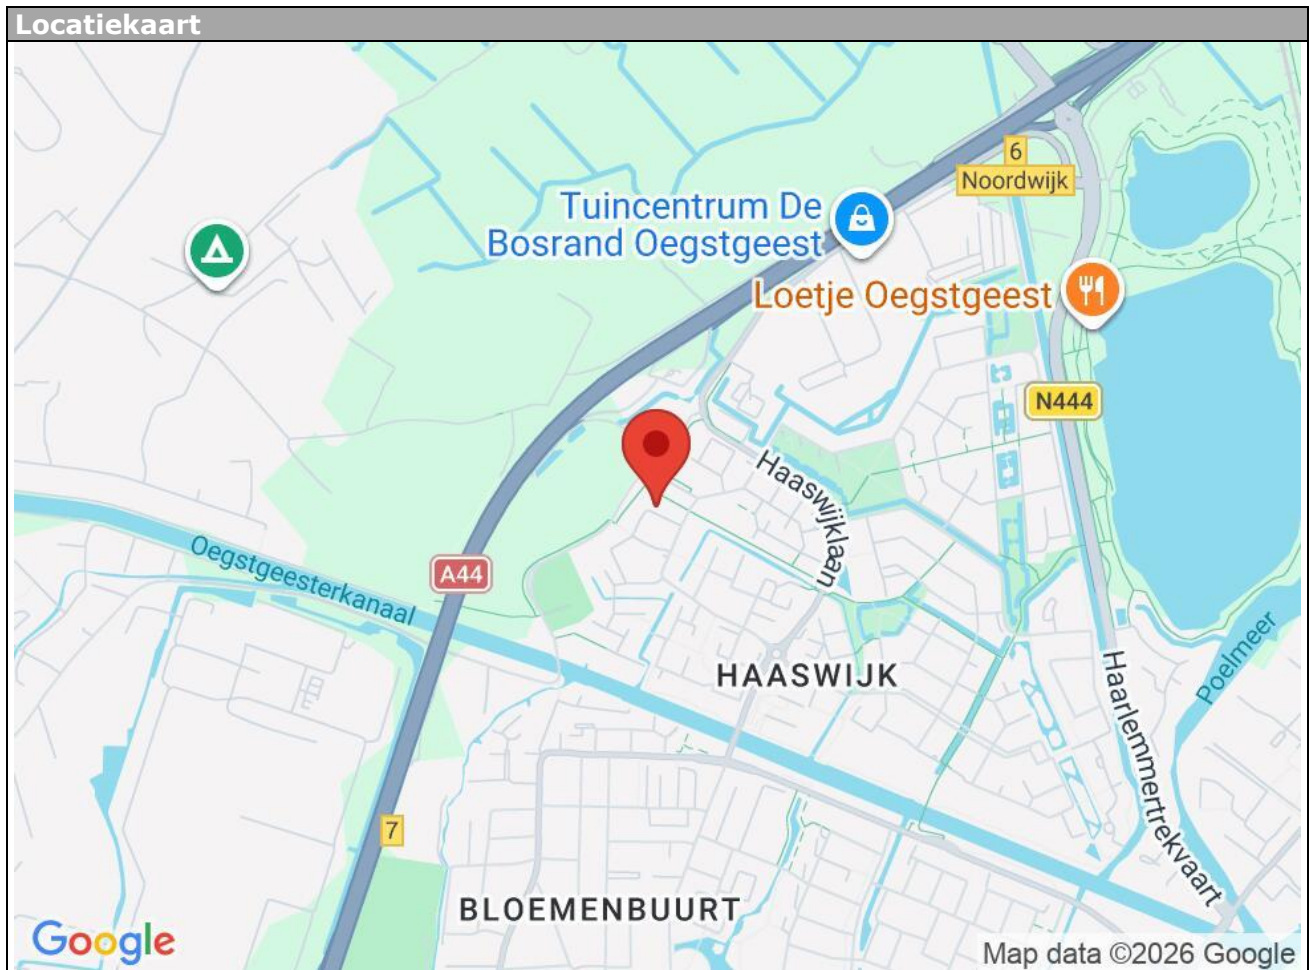 Locatiekaart
6
Noordwijk
Tuincentrum De
Bosrand Oegstgeest
Loetje Oegstgeest
N444
Haaswijklaan
Oegstgeesterkanaal
A44
HAASWIJK
Poelmeer
Haarlemmertrekvaart
7
BLOEMENBUURT
Google
Map data ©2026 Google